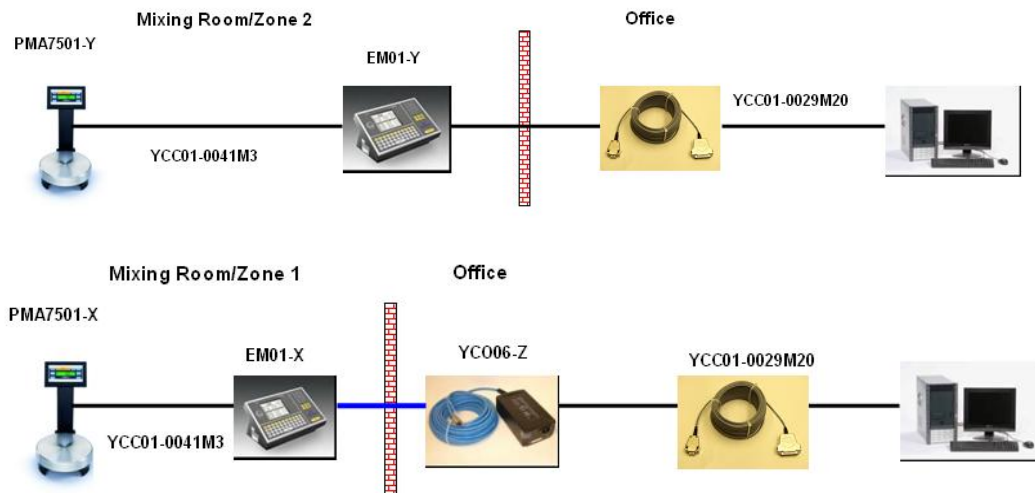 Mixing Room/Zone 2
Office
PMA7501-Y
EM01-Y
YCC01-0029M20
YCC01-0041M3
Mixing Room/Zone 1
Office
PMA7501-X
EM01-X
YCO06-Z
YCC01-0029M20
YCC01-0041M3